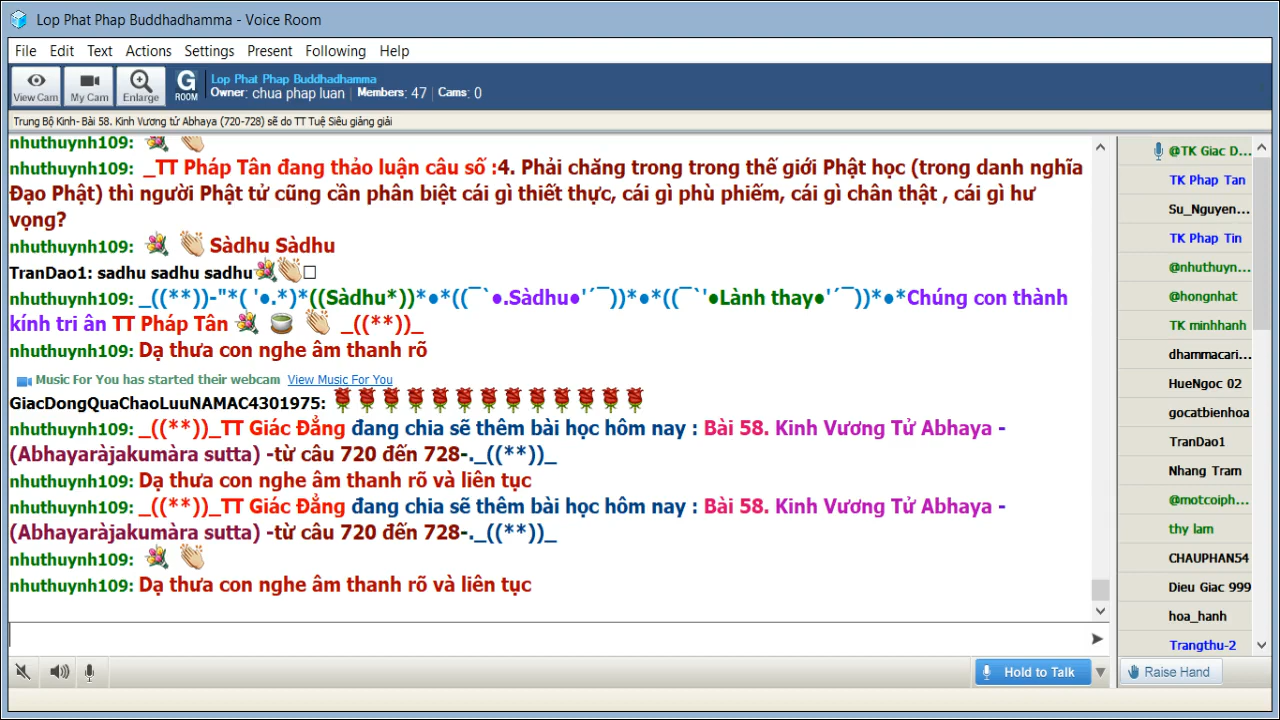 Lop Phat Phap Buddhadhamma - Voice Room
File Edit Text Actions Settings Present Following Help
View Cam My Cam Enlarge G ROOM
Lop Phat Phap Buddhadhamma
Owner: chua phap luan Members: 47 Cams: 0
Trung Bộ Kinh- Bài 58. Kinh Vương tử Abhaya (720-728) sẽ do TT Tuệ Siêu giảng giải
nhuthuynh109:
nhuthuynh109: _TT Pháp Tân đang thảo luận câu số :4. Phải chăng trong trong thế giới Phật học (trong danh nghĩa
Đạo Phật) thì người Phật tử cũng cần phân biệt cái gì thiết thực, cái gì phù phiếm, cái gì chân thật , cái gì hư
vọng?
nhuthuynh109: Sàdhu Sàdhu
TranDao1: sadhu sadhu sadhu
nhuthuynh109: _((**))-"*( '●.*)*((Sàdhu*))*●*((¯`●.Sàdhu●'´¯))*●*((¯`'●Lành thay●'´¯))*●*Chúng con thành
kính tri ân TT Pháp Tân _((**))_
nhuthuynh109: Dạ thưa con nghe âm thanh rõ
Music For You has started their webcam View Music For You
GiacDongQuaChaoLuuNAMAC4301975:
nhuthuynh109: _((**))_TT Giác Đẳng đang chia sẽ thêm bài học hôm nay : Bài 58. Kinh Vương Tử Abhaya -
(Abhayaràjakumàra sutta) -từ câu 720 đến 728-._((**))_
nhuthuynh109: Dạ thưa con nghe âm thanh rõ và liên tục
nhuthuynh109: _((**))_TT Giác Đẳng đang chia sẽ thêm bài học hôm nay : Bài 58. Kinh Vương Tử Abhaya -
(Abhayaràjakumàra sutta) -từ câu 720 đến 728-._((**))_
nhuthuynh109:
nhuthuynh109: Dạ thưa con nghe âm thanh rõ và liên tục
@TK Giac D...
TK Phap Tan
Su_Nguyen...
TK Phap Tin
@nhuthuyn...
@hongnhat
TK minhhanh
dhammacari...
HueNgoc 02
gocatbienhoa
TranDao1
Nhang Tram
@motcoiph...
thy lam
CHAUPHAN54
Dieu Giac 999
hoa_hanh
Trangthu-2
Hold to Talk
Raise Hand